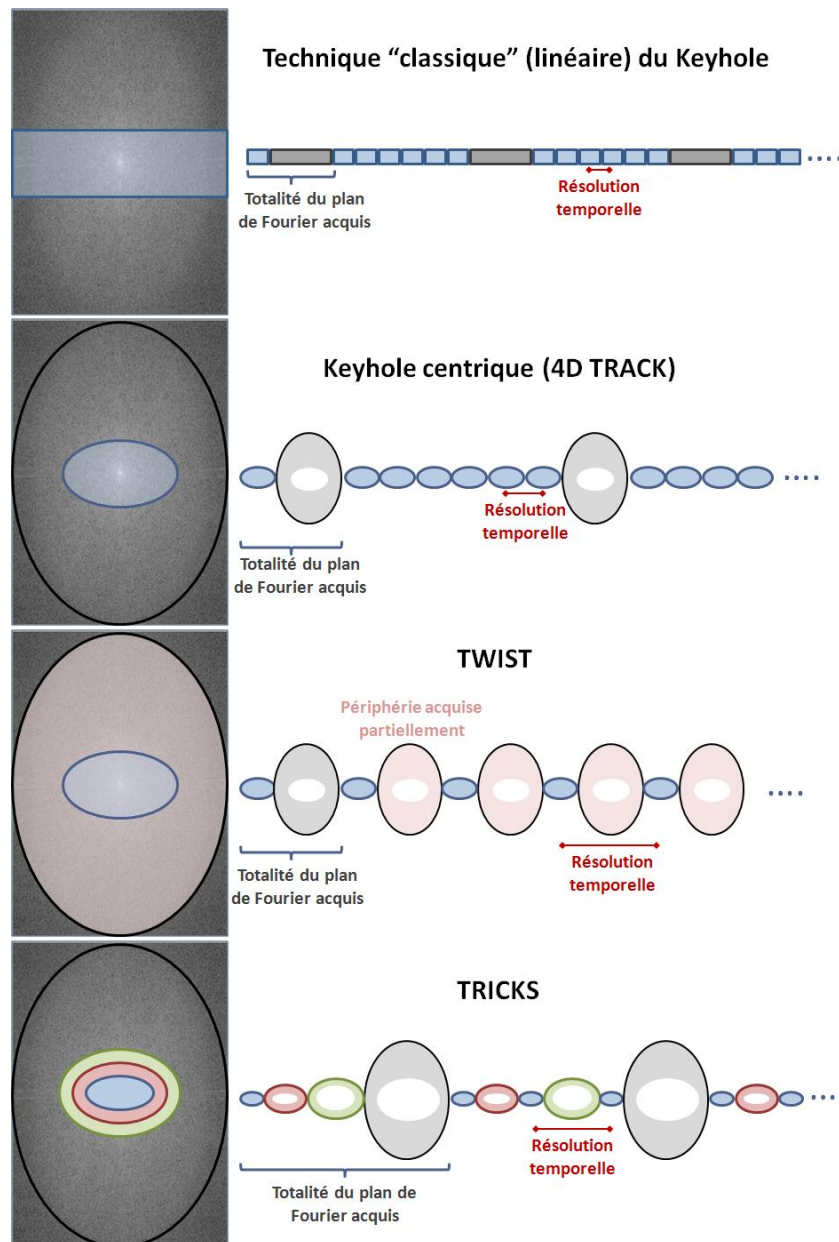 Technique “classique” (linéaire) du Keyhole
Totalité du plan
de Fourier acquis
Résolution
temporelle
Keyhole centrique (4D TRACK)
Résolution
temporelle
Totalité du plan
de Fourier acquis
TWIST
Périphérie acquise
partiellement
Totalité du plan
de Fourier acquis
Résolution
temporelle
TRICKS
Résolution
temporelle
Totalité du plan de
Fourier acquis